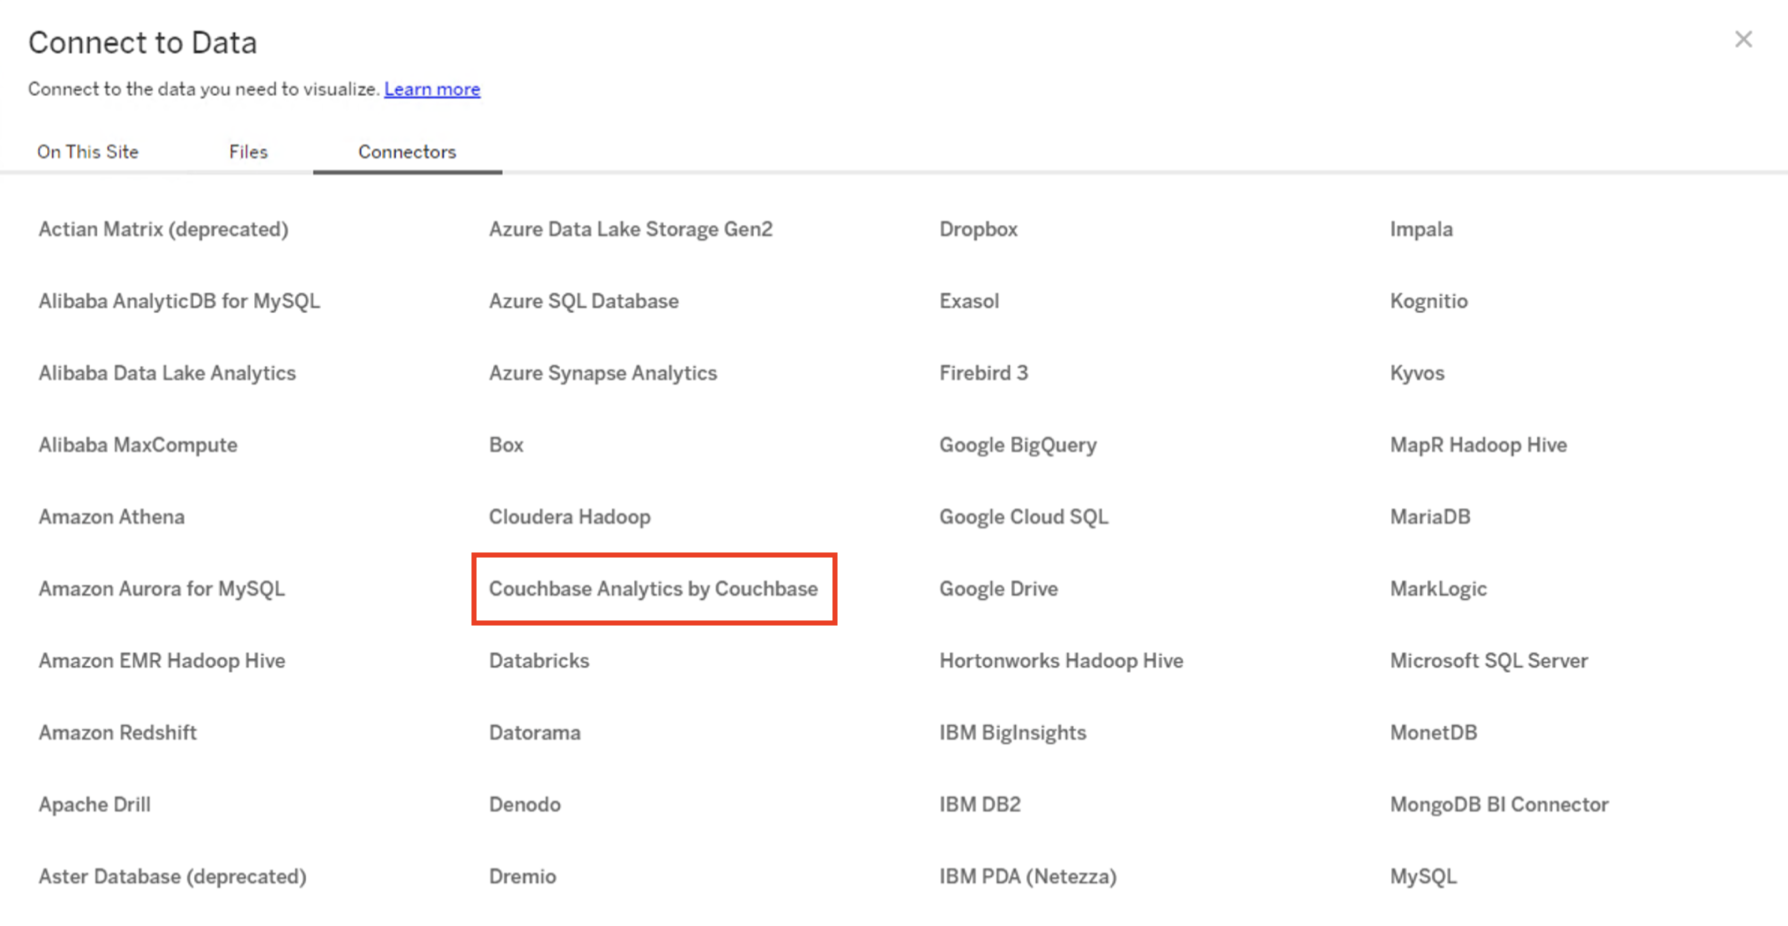 Connect to Data
Connect to the data you need to visualize. Learn more
On This Site Files Connectors
Actian Matrix (deprecated) Azure Data Lake Storage Gen2 Dropbox Impala
Alibaba AnalyticDB for MySQL Azure SQL Database Exasol Kognitio
Alibaba Data Lake Analytics Azure Synapse Analytics Firebird 3 Kyvos
Alibaba MaxCompute Box Google BigQuery MapR Hadoop Hive
Amazon Athena Cloudera Hadoop Google Cloud SQL MariaDB
Amazon Aurora for MySQL Couchbase Analytics by Couchbase Google Drive MarkLogic
Amazon EMR Hadoop Hive Databricks Hortonworks Hadoop Hive Microsoft SQL Server
Amazon Redshift Datorama IBM BigInsights MonetDB
Apache Drill Denodo IBM DB2 MongoDB BI Connector
Aster Database (deprecated) Dremio IBM PDA (Netezza) MySQL